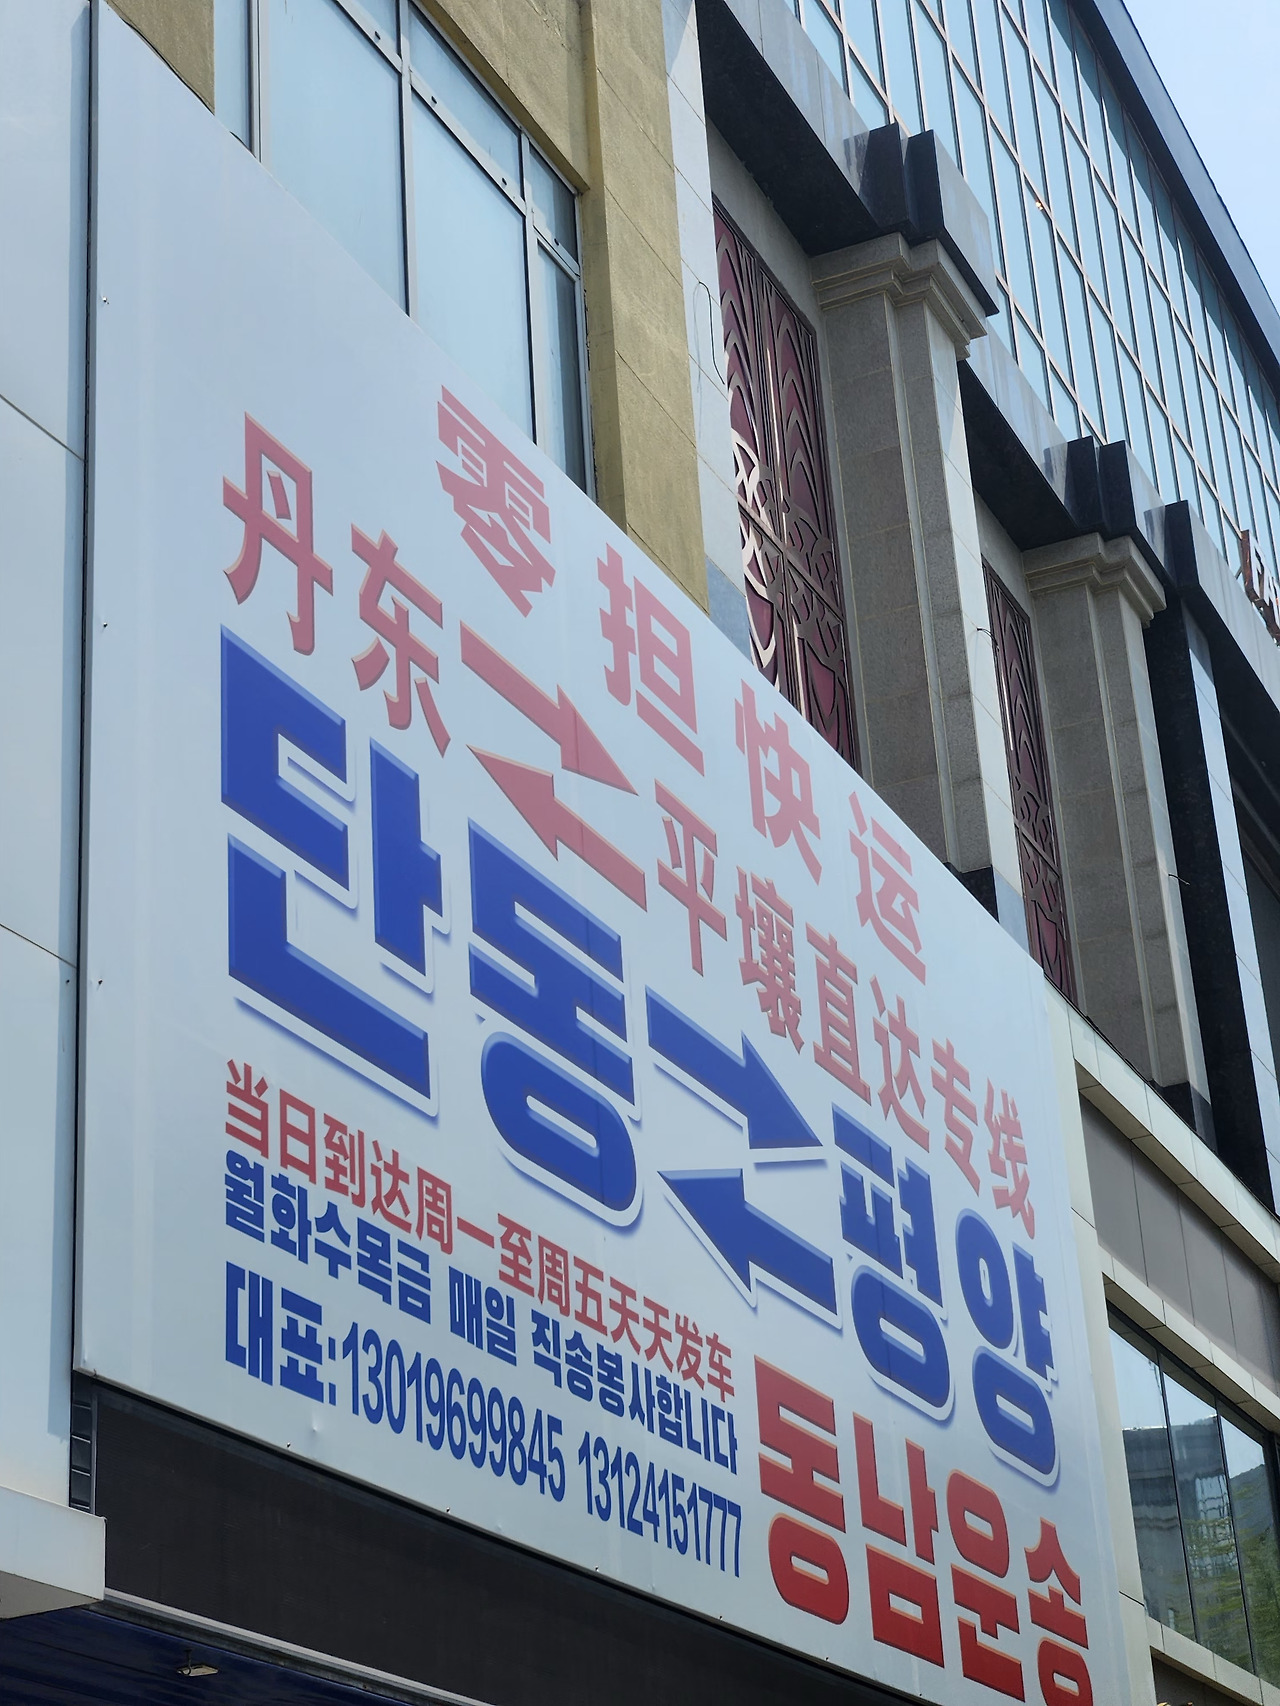 零担快运
丹东⇄平壤直达专线
단동⇄평양
当日到达周一至周五天天发车
월화수목금 매일 직송봉사합니다
대표:13019699845 13124151777
동남운송